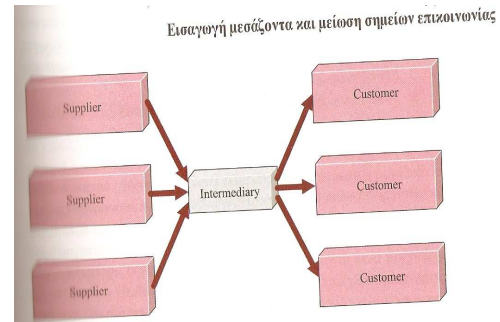 Εισαγωγή μεσάζοντα και μείωση σημείων επικοινωνίας
Supplier
Customer
Supplier
Intermediary
Customer
Supplier
Customer